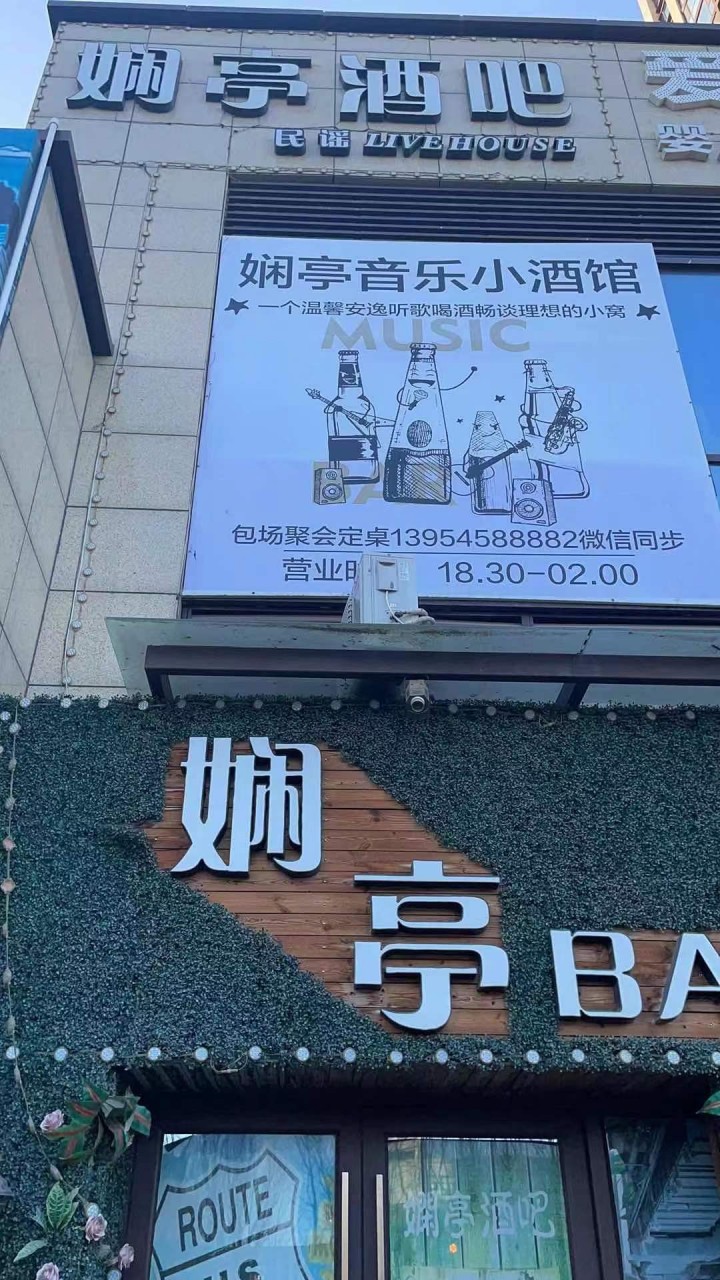 娴亭酒吧
民谣 LIVEHOUSE
爱
婴
娴亭音乐小酒馆
★一个温馨安逸听歌喝酒畅谈理想的小窝★
MUSIC
BAR
包场聚会定桌13954588882微信同步
营业时 18.30-02.00
娴
亭
BA
ROUTE
U.S
娴亭酒吧